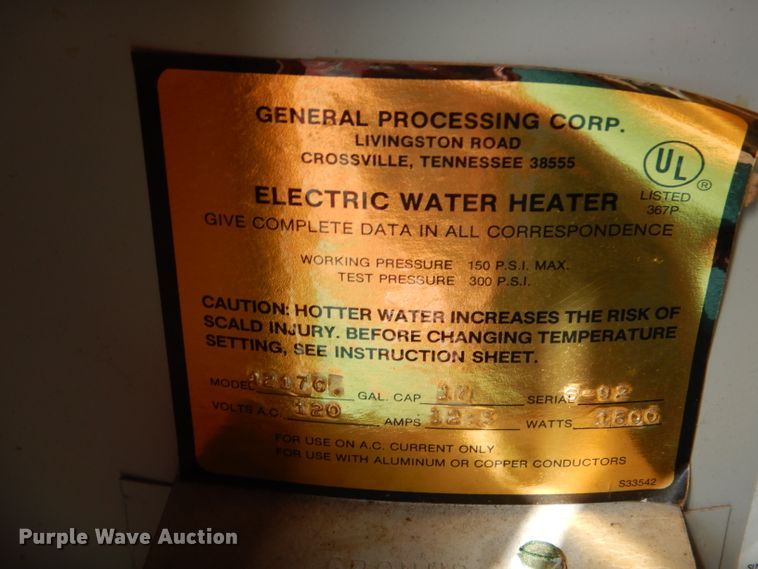 GENERAL PROCESSING CORP.
LIVINGSTON ROAD
CROSSVILLE, TENNESSEE 38555
UL
®
LISTED
367P
ELECTRIC WATER HEATER
GIVE COMPLETE DATA IN ALL CORRESPONDENCE
WORKING PRESSURE 150 P.S.I. MAX.
TEST PRESSURE 300 P.S.I.
CAUTION: HOTTER WATER INCREASES THE RISK OF
SCALD INJURY. BEFORE CHANGING TEMPERATURE
SETTING, SEE INSTRUCTION SHEET.
MODEL GAL. CAP. SERIAL
VOLTS A.C. 120 AMPS 12.5 WATTS 1500
FOR USE ON A.C. CURRENT ONLY
FOR USE WITH ALUMINUM OR COPPER CONDUCTORS
S33542
Purple Wave Auction